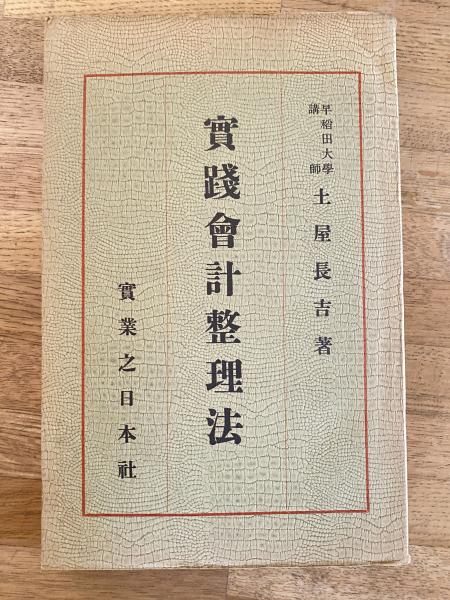 早稲田大學
講師
土屋長吉著
實踐會計整理法
實業之日本社